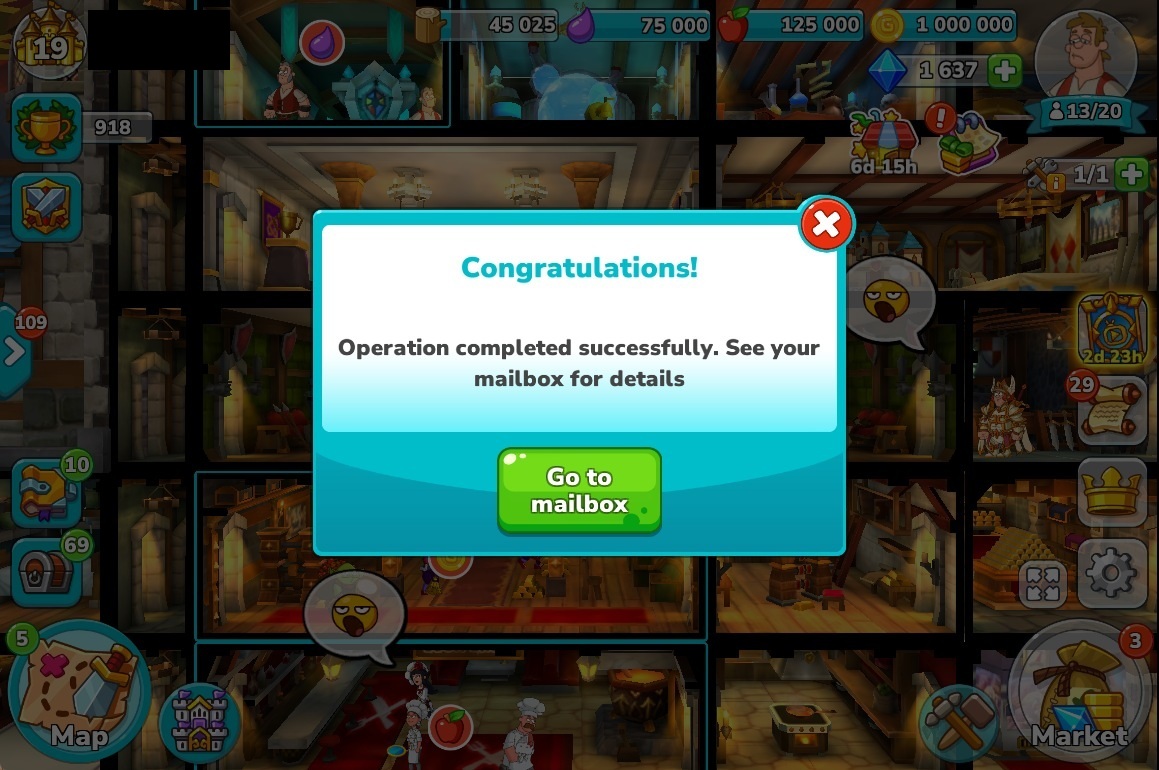 19
45 025
75 000
125 000
1 000 000
1 637
13/20
918
6d 15h
!
1/1
i
Congratulations!
Operation completed successfully. See your
mailbox for details
Go to
mailbox
109
2d 23h
29
10
69
5
3
Map
Market